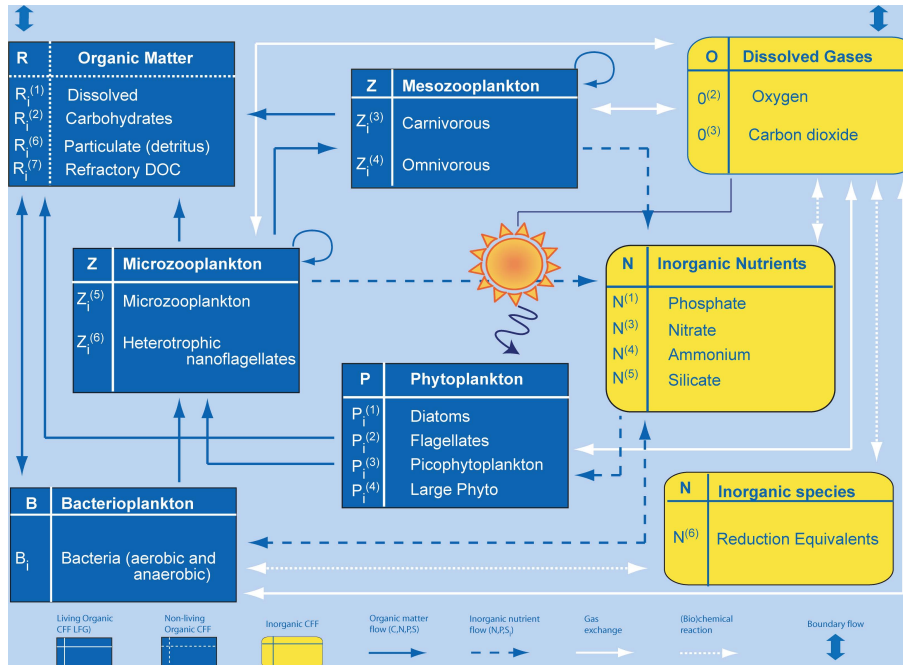 R Organic Matter
R_i^(1) Dissolved
R_i^(2) Carbohydrates
R_i^(6) Particulate (detritus)
R_i^(7) Refractory DOC
Z Mesozooplankton
Z_i^(3) Carnivorous
Z_i^(4) Omnivorous
O Dissolved Gases
O^(2) Oxygen
O^(3) Carbon dioxide
Z Microzooplankton
Z_i^(5) Microzooplankton
Z_i^(6) Heterotrophic
nanoflagellates
N Inorganic Nutrients
N^(1) Phosphate
N^(3) Nitrate
N^(4) Ammonium
N^(5) Silicate
P Phytoplankton
P_i^(1) Diatoms
P_i^(2) Flagellates
P_i^(3) Picophytoplankton
P_i^(4) Large Phyto
B Bacterioplankton
B_i Bacteria (aerobic and
anaerobic)
N Inorganic species
N^(6) Reduction Equivalents
Living Organic
CFF LFG)
Non-living
Organic CFF
Inorganic CFF
Organic matter
flow (C,N,P,S)
Inorganic nutrient
flow (N,P,S_i)
Gas
exchange
(Bio)chemical
reaction
Boundary flow